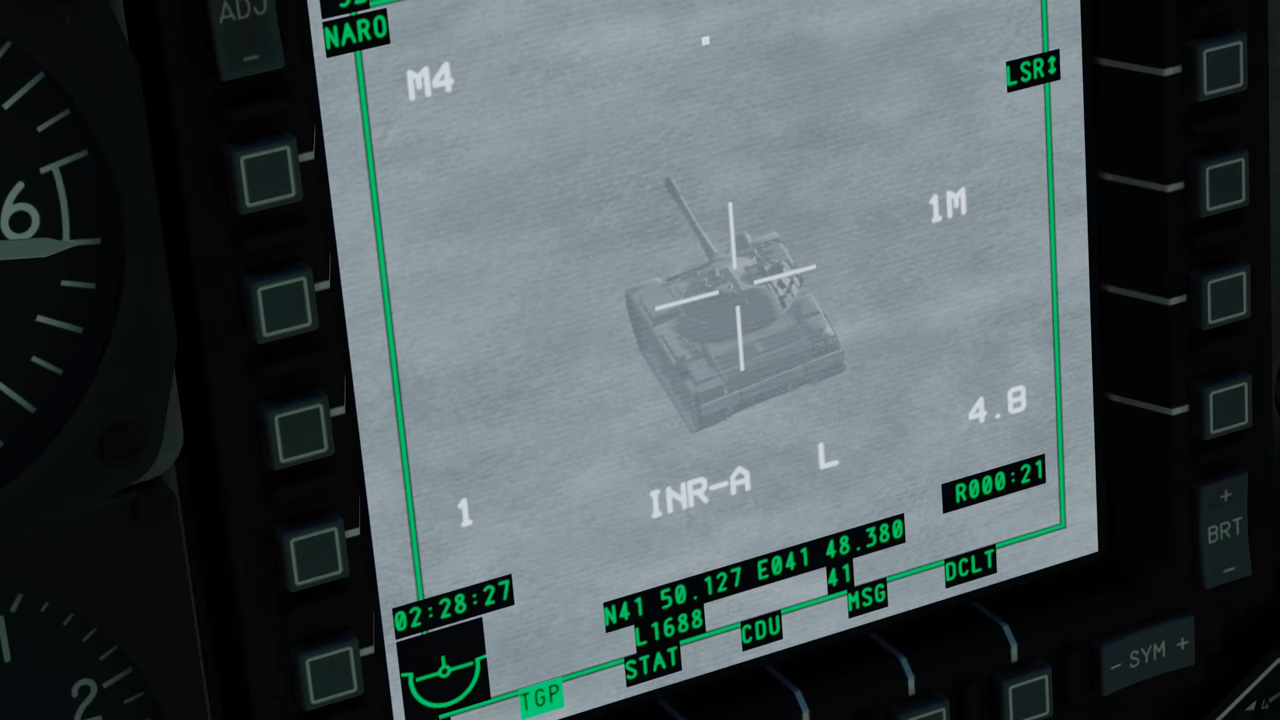 ADJ
NARO
M4
LSR↕
6
1M
4.8
L
INR-A
1
R000:21
N41 50.127 E041 48.380
41
02:28:27
L1688
MSG
DCLT
CDU
STAT
TGP
+
BRT
−
− SYM +
2